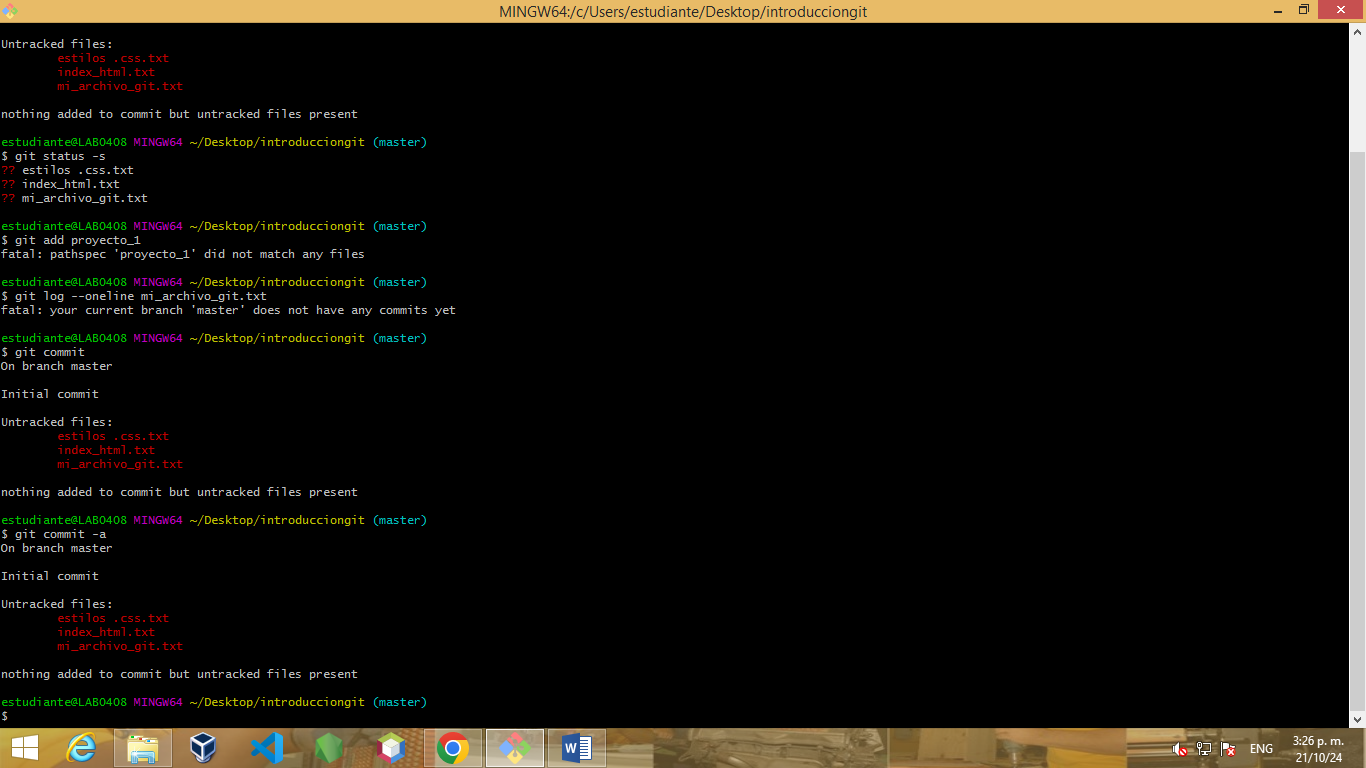 MINGW64:/c/Users/estudiante/Desktop/introducciongit
Untracked files:
estilos .css.txt
index_html.txt
mi_archivo_git.txt
nothing added to commit but untracked files present
estudiante@LAB0408 MINGW64 ~/Desktop/introducciongit (master)
$ git status -s
?? estilos .css.txt
?? index_html.txt
?? mi_archivo_git.txt
estudiante@LAB0408 MINGW64 ~/Desktop/introducciongit (master)
$ git add proyecto_1
fatal: pathspec 'proyecto_1' did not match any files
estudiante@LAB0408 MINGW64 ~/Desktop/introducciongit (master)
$ git log --oneline mi_archivo_git.txt
fatal: your current branch 'master' does not have any commits yet
estudiante@LAB0408 MINGW64 ~/Desktop/introducciongit (master)
$ git commit
On branch master
Initial commit
Untracked files:
estilos .css.txt
index_html.txt
mi_archivo_git.txt
nothing added to commit but untracked files present
estudiante@LAB0408 MINGW64 ~/Desktop/introducciongit (master)
$ git commit -a
On branch master
Initial commit
Untracked files:
estilos .css.txt
index_html.txt
mi_archivo_git.txt
nothing added to commit but untracked files present
estudiante@LAB0408 MINGW64 ~/Desktop/introducciongit (master)
$
ENG
3:26 p. m.
21/10/24